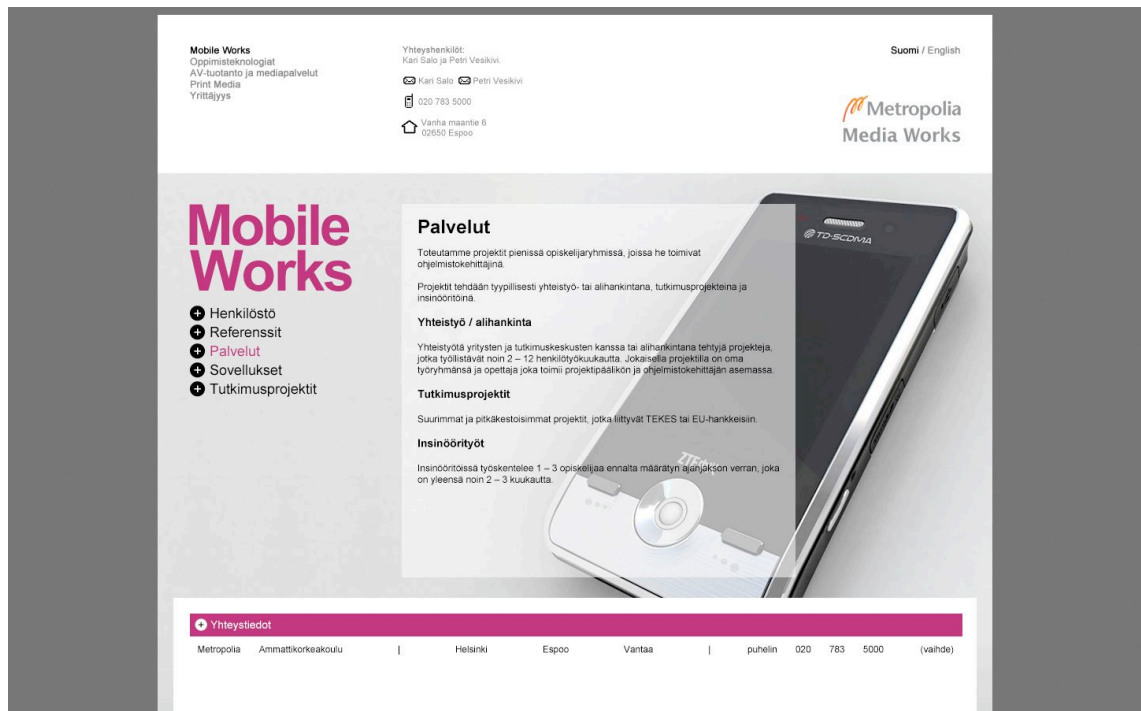 Mobile Works
Oppimisteknologiat
AV-tuotanto ja mediapalvelut
Print Media
Yrittäjyys
Yhteyshenkilöt:
Kari Salo ja Petri Vesikivi.
Kari Salo Petri Vesikivi
020 783 5000
Vanha maantie 6
02650 Espoo
Suomi / English
Metropolia
Media Works
Mobile
Works
Henkilöstö
Referenssit
Palvelut
Sovellukset
Tutkimusprojektit
Palvelut
Toteutamme projektit pienissä opiskelijaryhmissä, joissa he toimivat
ohjelmistokehittäjinä.
Projektit tehdään tyypillisesti yhteistyö- tai alihankintana, tutkimusprojekteina ja
insinööritöinä.
Yhteistyö / alihankinta
Yhteistyötä yritysten ja tutkimuskeskusten kanssa tai alihankintana tehtyjä projekteja,
jotka työllistävät noin 2 – 12 henkilötyökuukautta. Jokaisella projektilla on oma
työryhmänsä ja opettaja joka toimii projektipäälikön ja ohjelmistokehittäjän asemassa.
Tutkimusprojektit
Suurimmat ja pitkäkestoisimmat projektit, jotka liittyvät TEKES tai EU-hankkeisiin.
Insinöörityöt
Insinööritöissä työskentelee 1 – 3 opiskelijaa ennalta määrätyn ajanjakson verran, joka
on yleensä noin 2 – 3 kuukautta.
TD-SCDMA
Yhteystiedot
Metropolia Ammattikorkeakoulu | Helsinki Espoo Vantaa | puhelin 020 783 5000 (vaihde)